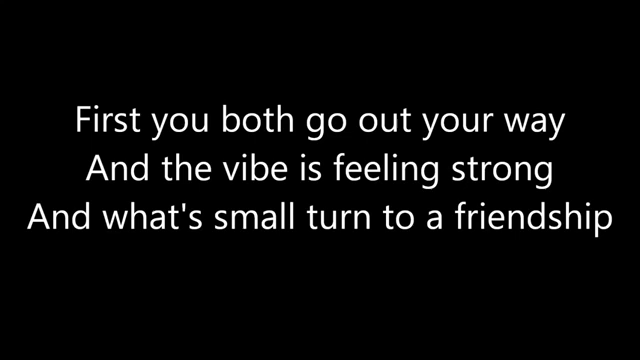 First you both go out your way
And the vibe is feeling strong
And what's small turn to a friendship